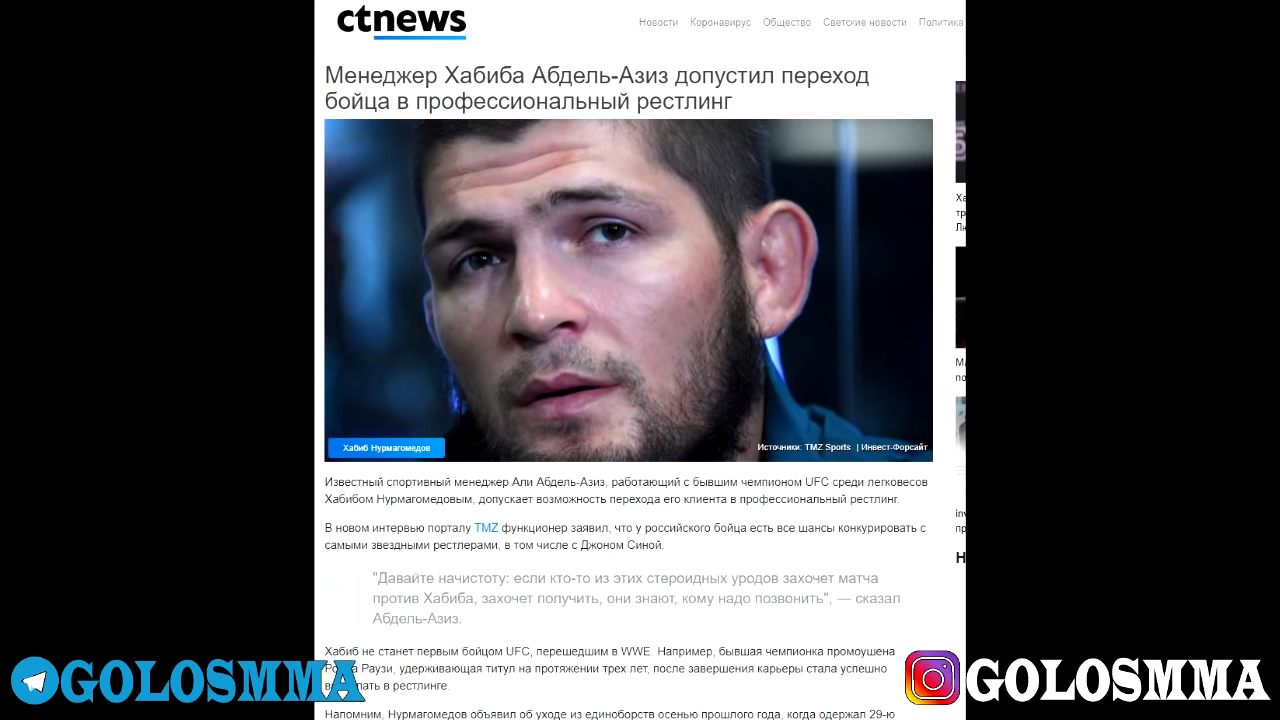 ctnews
Новости Коронавирус Общество Светские новости Политика
Менеджер Хабиба Абдель-Азиз допустил переход
бойца в профессиональный рестлинг
Хабиб Нурмагомедов
Источники: TMZ Sports | Инвест-Форсайт
Известный спортивный менеджер Али Абдель-Азиз, работающий с бывшим чемпионом UFC среди легковесов
Хабибом Нурмагомедовым, допускает возможность перехода его клиента в профессиональный рестлинг.
В новом интервью порталу TMZ функционер заявил, что у российского бойца есть все шансы конкурировать с
самыми звездными рестлерами, в том числе с Джоном Синой.
"Давайте начистоту: если кто-то из этих стероидных уродов захочет матча
против Хабиба, захочет получить, они знают, кому надо позвонить", — сказал
Абдель-Азиз.
Хабиб не станет первым бойцом UFC, перешедшим в WWE. Например, бывшая чемпионка промоушена
Раузи, удерживающая титул на протяжении трех лет, после завершения карьеры стала успешно
в рестлинге.
Напомним, Нурмагомедов объявил об уходе из единоборств осенью прошлого года, когда одержал 29-ю
GOLOSMMA
GOLOSMMA